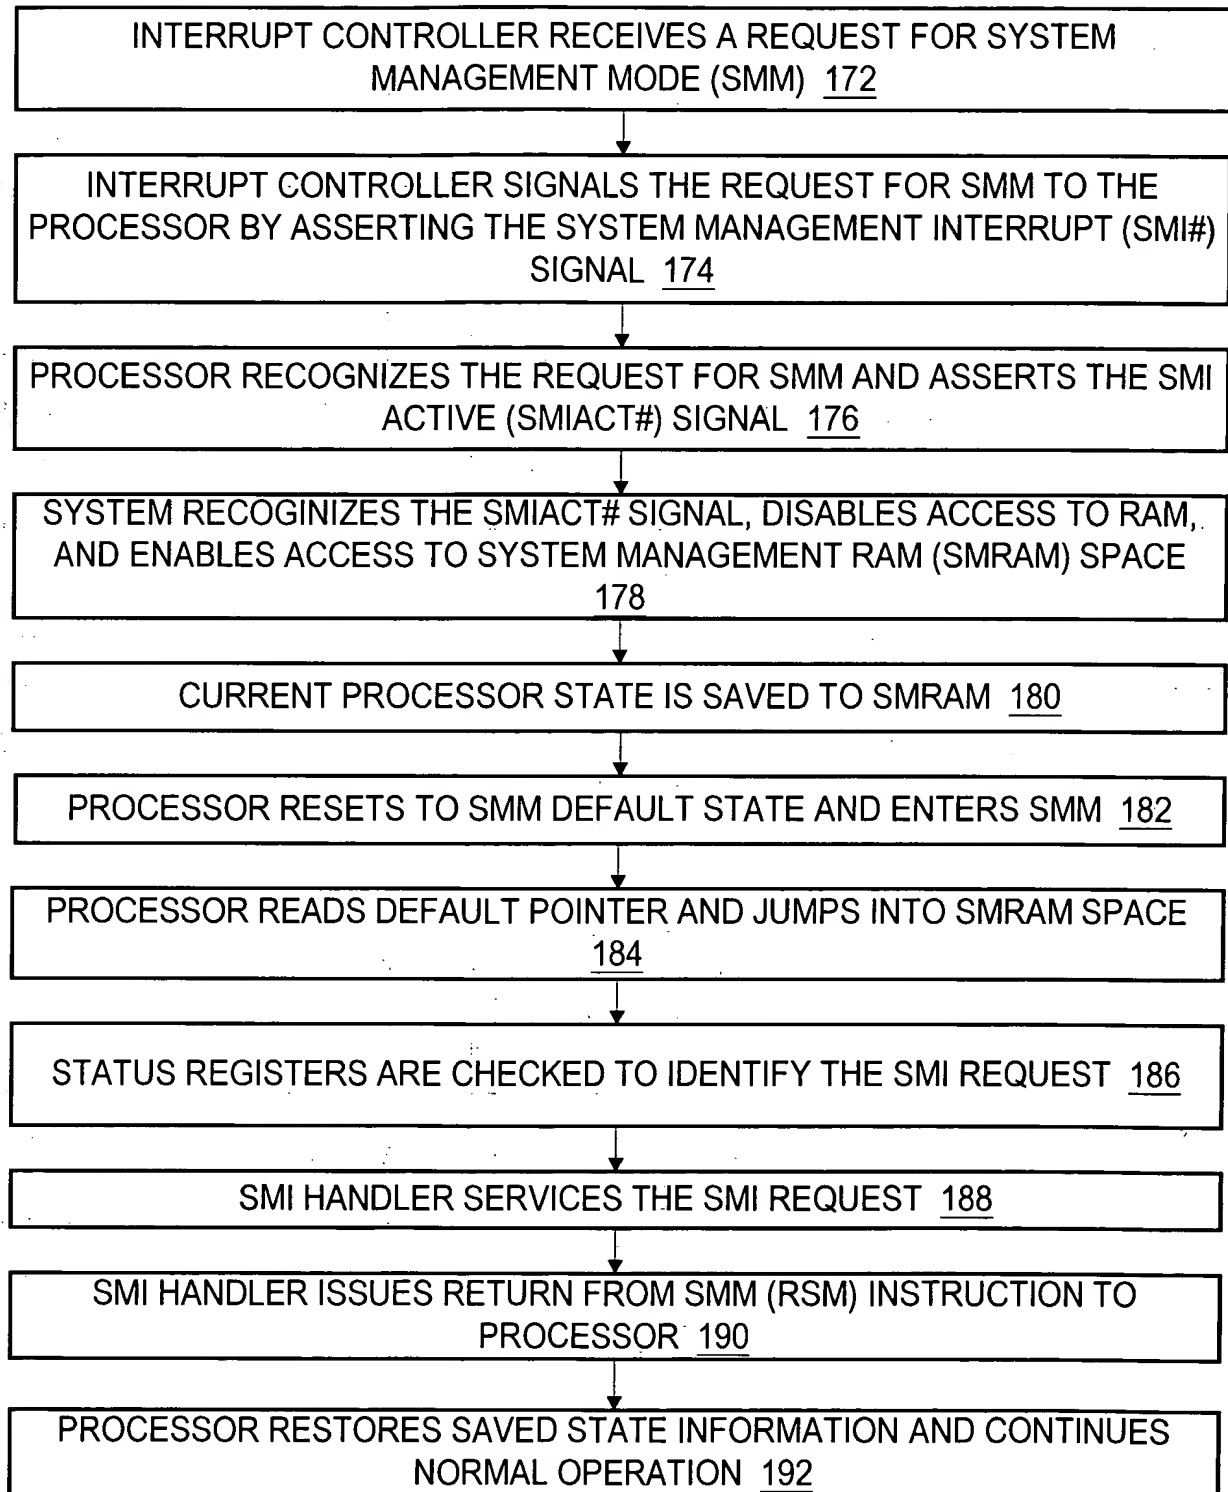 INTERRUPT CONTROLLER RECEIVES A REQUEST FOR SYSTEM
MANAGEMENT MODE (SMM) 172
INTERRUPT CONTROLLER SIGNALS THE REQUEST FOR SMM TO THE
PROCESSOR BY ASSERTING THE SYSTEM MANAGEMENT INTERRUPT (SMI#)
SIGNAL 174
PROCESSOR RECOGNIZES THE REQUEST FOR SMM AND ASSERTS THE SMI
ACTIVE (SMIACT#) SIGNAL 176
SYSTEM RECOGINIZES THE SMIACT# SIGNAL, DISABLES ACCESS TO RAM,
AND ENABLES ACCESS TO SYSTEM MANAGEMENT RAM (SMRAM) SPACE
178
CURRENT PROCESSOR STATE IS SAVED TO SMRAM 180
PROCESSOR RESETS TO SMM DEFAULT STATE AND ENTERS SMM 182
PROCESSOR READS DEFAULT POINTER AND JUMPS INTO SMRAM SPACE
184
STATUS REGISTERS ARE CHECKED TO IDENTIFY THE SMI REQUEST 186
SMI HANDLER SERVICES THE SMI REQUEST 188
SMI HANDLER ISSUES RETURN FROM SMM (RSM) INSTRUCTION TO
PROCESSOR 190
PROCESSOR RESTORES SAVED STATE INFORMATION AND CONTINUES
NORMAL OPERATION 192